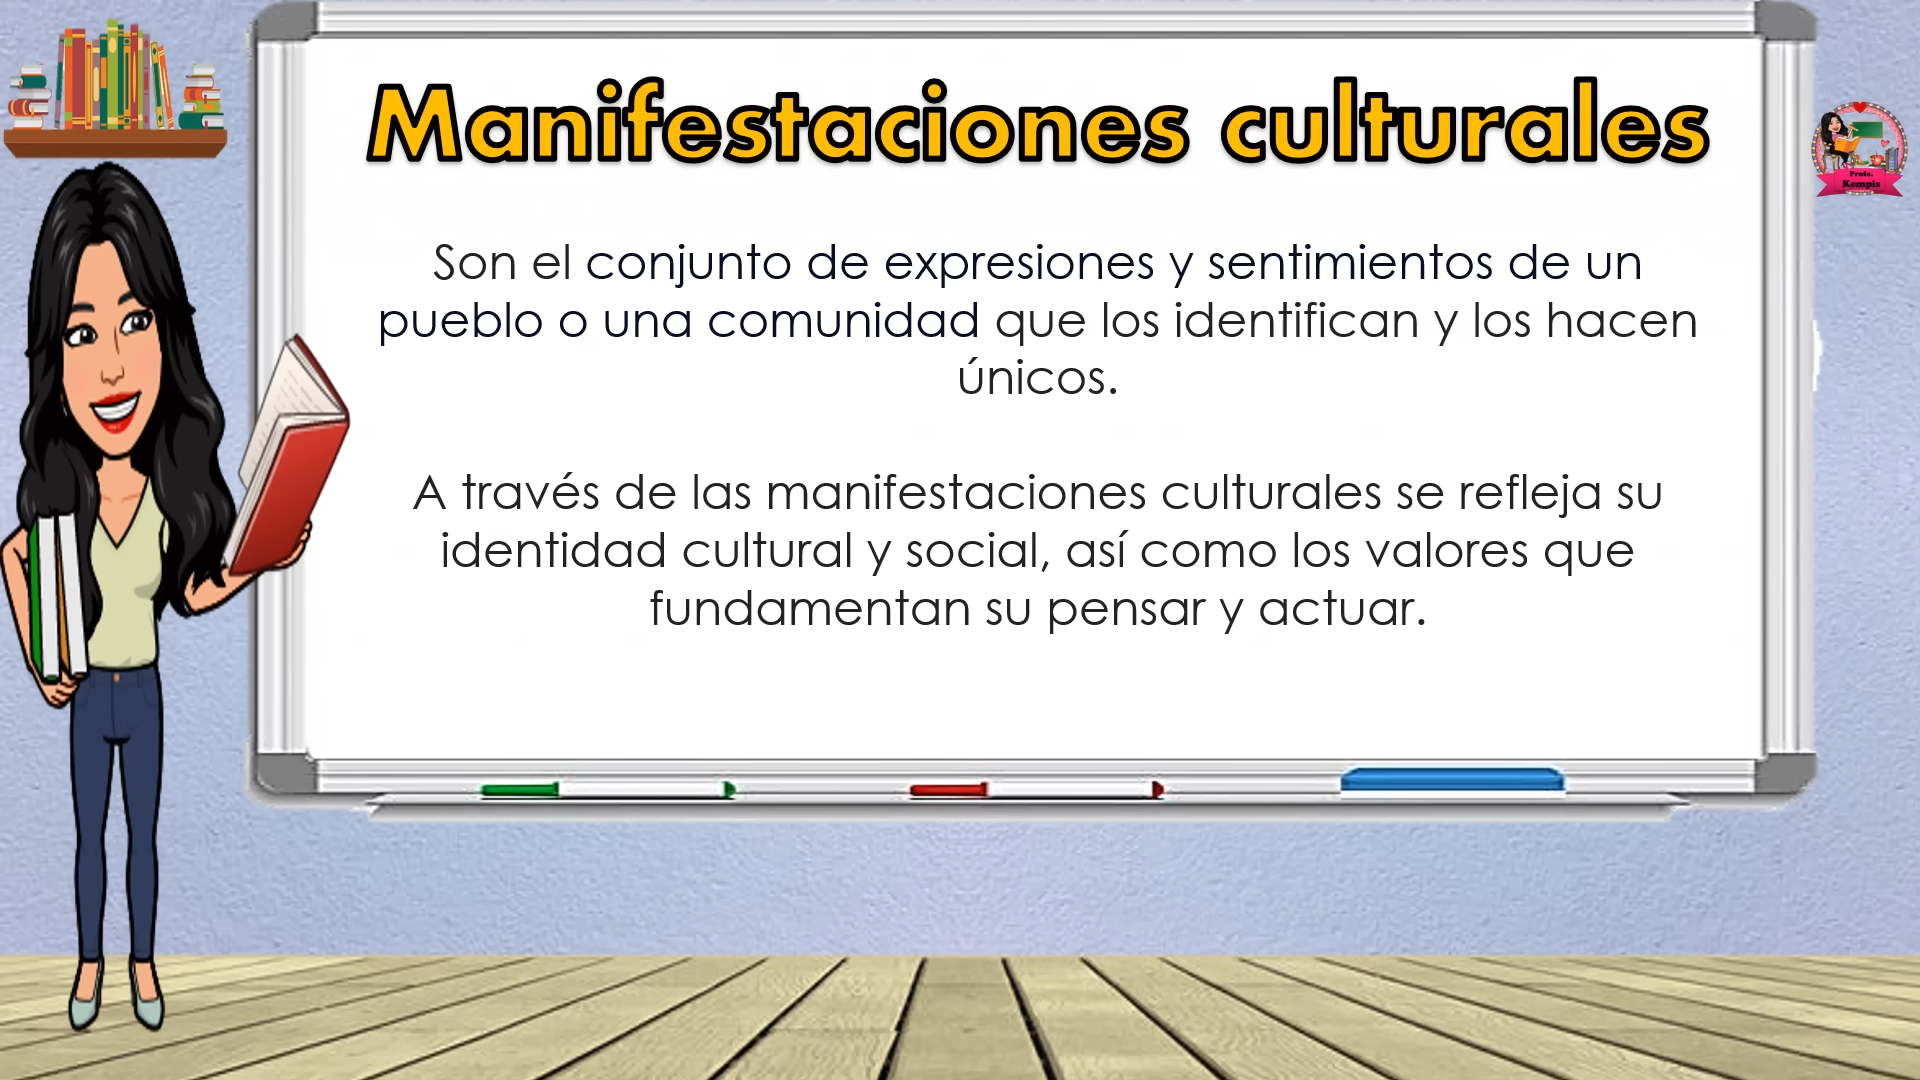 Manifestaciones culturales
Profa.
Kempis
Son el conjunto de expresiones y sentimientos de un
pueblo o una comunidad que los identifican y los hacen
únicos.
A través de las manifestaciones culturales se refleja su
identidad cultural y social, así como los valores que
fundamentan su pensar y actuar.